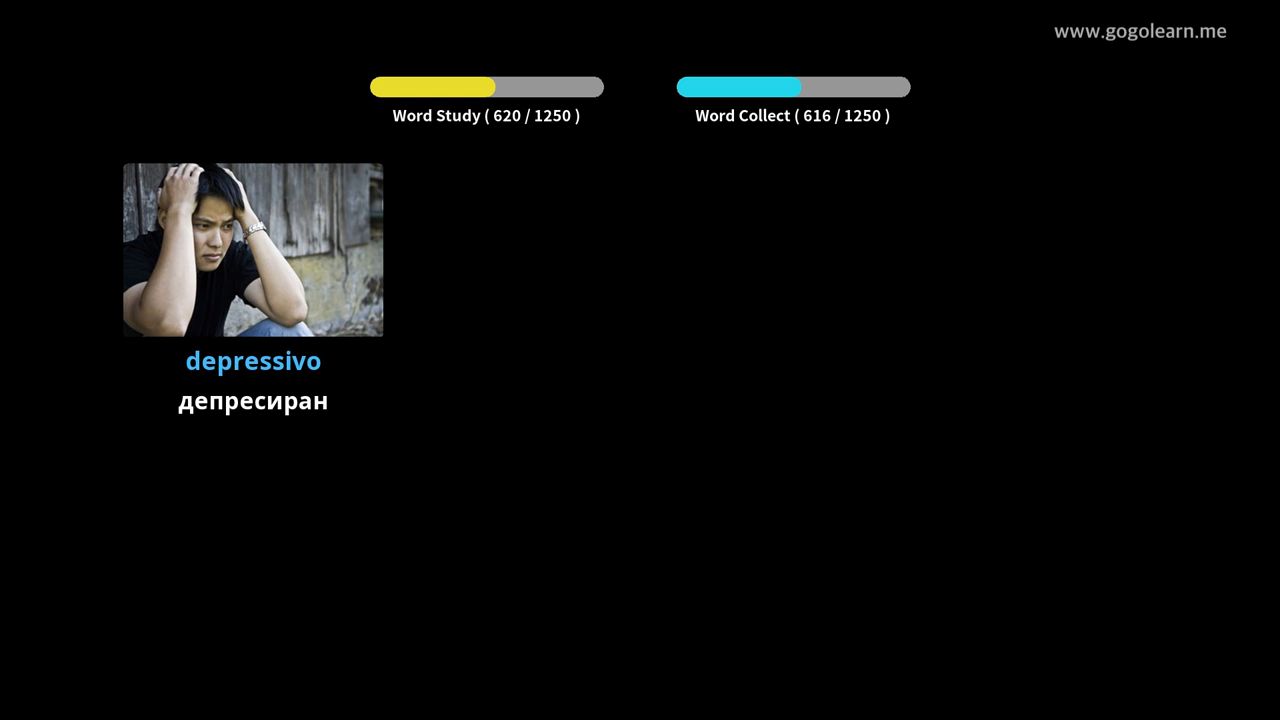 www.gogolearn.me
Word Study ( 620 / 1250 )
Word Collect ( 616 / 1250 )
depressivo
депресиран